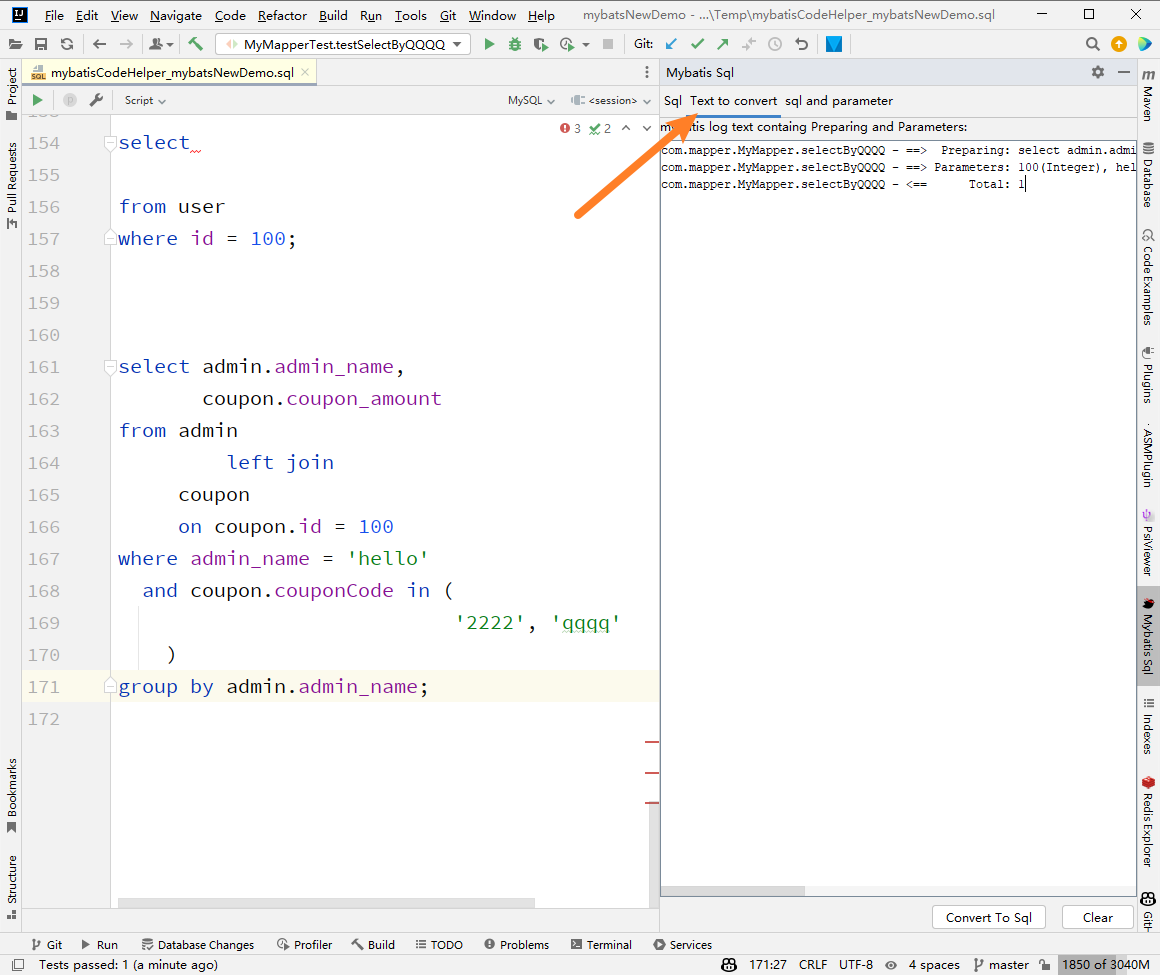 File Edit View Navigate Code Refactor Build Run Tools Git Window Help mybatsNewDemo - ...\Temp\mybatisCodeHelper_mybatsNewDemo.sql
MyMapperTest.testSelectByQQQQ Git:
mybatisCodeHelper_mybatsNewDemo.sql
Script MySQL <session>
3 2
154 select
155
156 from user
157 where id = 100;
158
159
160
161 select admin.admin_name,
162 coupon.coupon_amount
163 from admin
164 left join
165 coupon
166 on coupon.id = 100
167 where admin_name = 'hello'
168 and coupon.couponCode in (
169 '2222', 'qqqq'
170 )
171 group by admin.admin_name;
172
Mybatis Sql
Sql Text to convert sql and parameter
log text containg Preparing and Parameters:
com.mapper.MyMapper.selectByQQQQ - ==>  Preparing: select admin.admi
com.mapper.MyMapper.selectByQQQQ - ==> Parameters: 100(Integer), hel
com.mapper.MyMapper.selectByQQQQ - <==      Total: 1
Convert To Sql Clear
Project
Pull Requests
Bookmarks
Structure
Maven
Database
Code Examples
Plugins
ASMPlugin
PsiViewer
Mybatis Sql
Indexes
Redis Explorer
GitH
Git Run Database Changes Profiler Build TODO Problems Terminal Services
Tests passed: 1 (a minute ago) 171:27 CRLF UTF-8 4 spaces master 1850 of 3040M